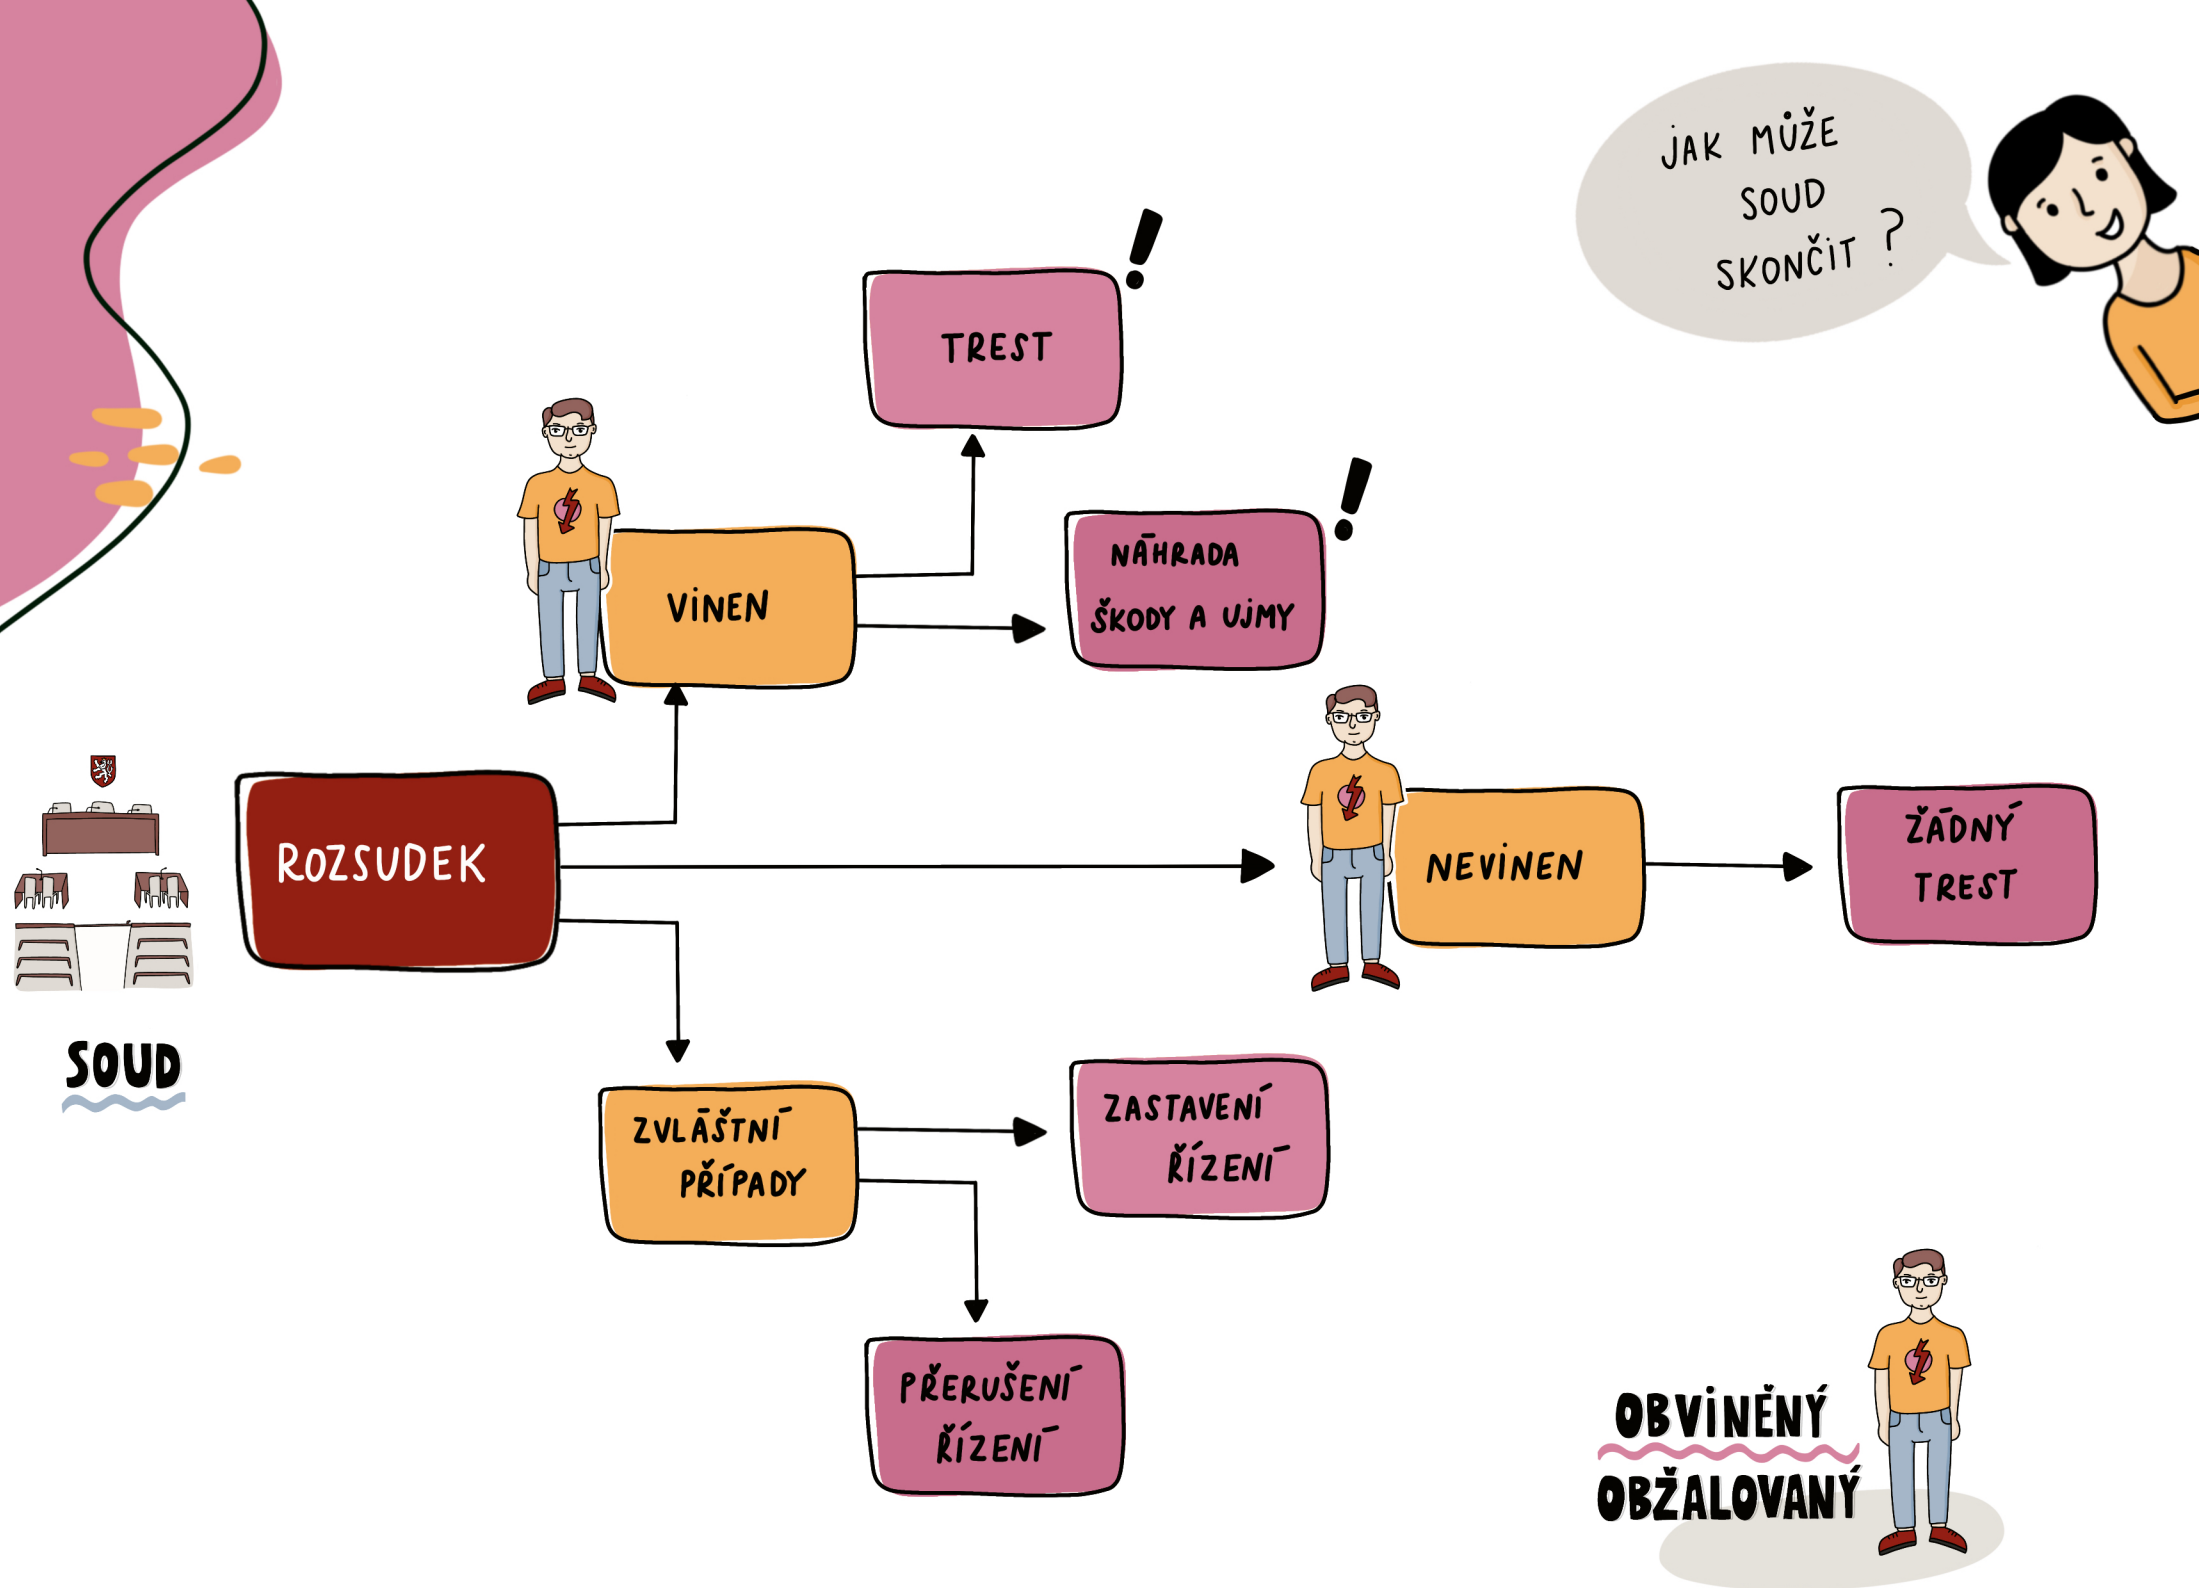 JAK MŮŽE
SOUD
SKONČIT ?
TREST
NÁHRADA
ŠKODY A UJMY
VINEN
ROZSUDEK
NEVINEN
ŽÁDNÝ
TREST
SOUD
ZVLÁŠTNÍ
PŘÍPADY
ZASTAVENÍ
ŘÍZENÍ
PŘERUŠENÍ
ŘÍZENÍ
OBVINĚNÝ
OBŽALOVANÝ